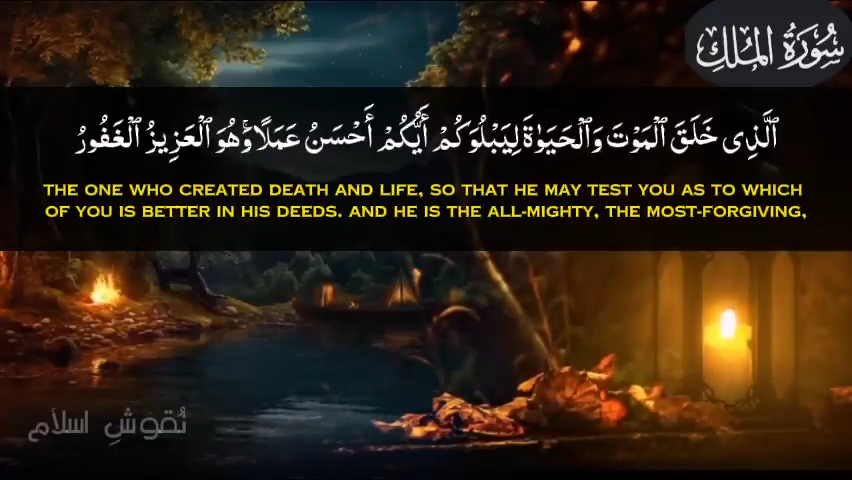 سُورَةُ المُلْكِ
ٱلَّذِى خَلَقَ ٱلْمَوْتَ وَٱلْحَيَوٰةَ لِيَبْلُوَكُمْ أَيُّكُمْ أَحْسَنُ عَمَلًا وَهُوَ ٱلْعَزِيزُ ٱلْغَفُورُ
THE ONE WHO CREATED DEATH AND LIFE, SO THAT HE MAY TEST YOU AS TO WHICH
OF YOU IS BETTER IN HIS DEEDS. AND HE IS THE ALL-MIGHTY, THE MOST-FORGIVING,
نُقوشِ اسلام